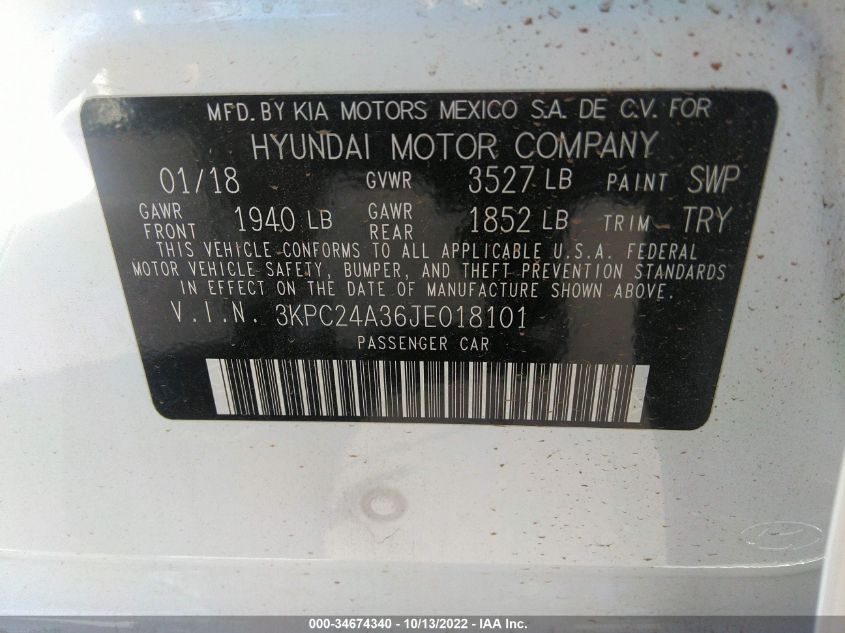 MFD. BY KIA MOTORS MEXICO S.A. DE C.V. FOR
HYUNDAI MOTOR COMPANY
01/18 GVWR 3527 LB PAINT SWP
GAWR FRONT 1940 LB GAWR REAR 1852 LB TRIM TRY
THIS VEHICLE CONFORMS TO ALL APPLICABLE U.S.A. FEDERAL
MOTOR VEHICLE SAFETY, BUMPER, AND THEFT PREVENTION STANDARDS
IN EFFECT ON THE DATE OF MANUFACTURE SHOWN ABOVE.
V.I.N. 3KPC24A36JE018101
PASSENGER CAR
000-34674340 - 10/13/2022 - IAA Inc.